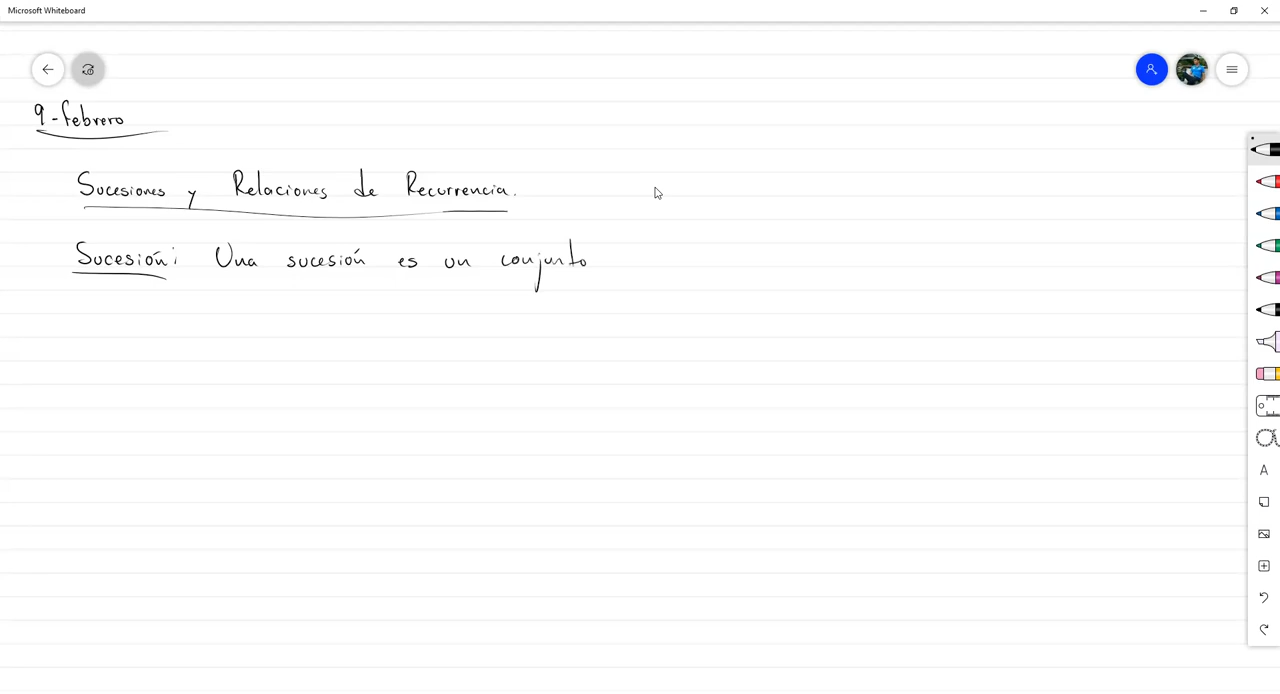 Microsoft Whiteboard
9-febrero
Sucesiones y Relaciones de Recurrencia.
Sucesión: Una sucesión es un conjunto
A